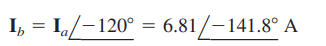 I_b = I_a/−120° = 6.81/−141.8° A